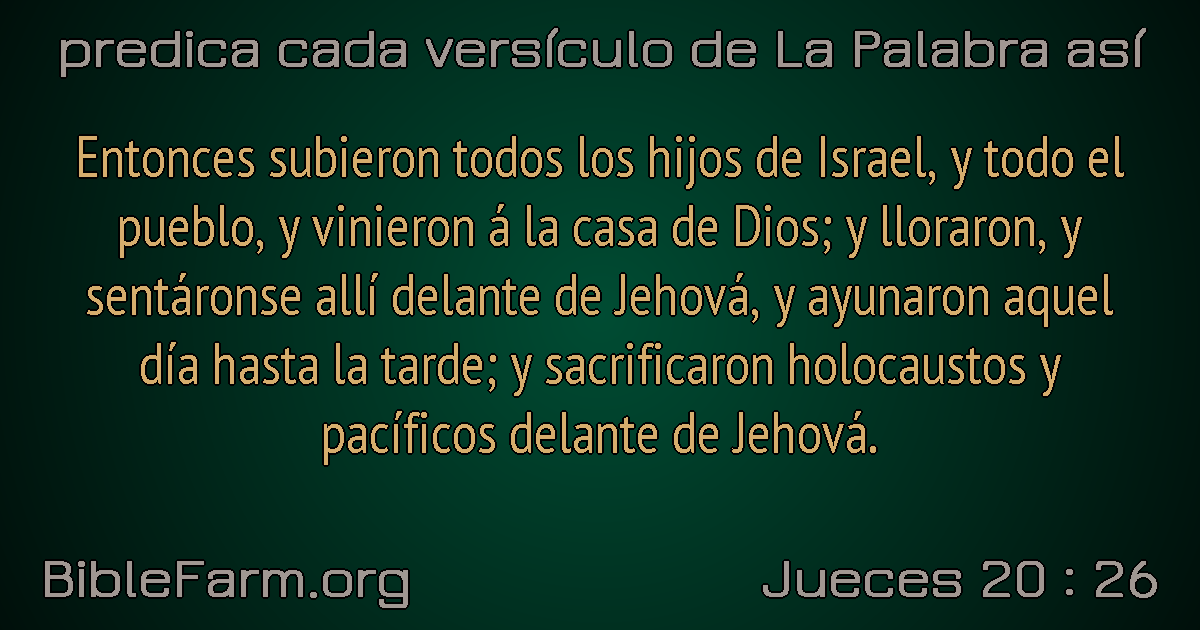 predica cada versículo de La Palabra así
Entonces subieron todos los hijos de Israel, y todo el
pueblo, y vinieron á la casa de Dios; y lloraron, y
sentáronse allí delante de Jehová, y ayunaron aquel
día hasta la tarde; y sacrificaron holocaustos y
pacíficos delante de Jehová.
BibleFarm.org
Jueces 20 : 26